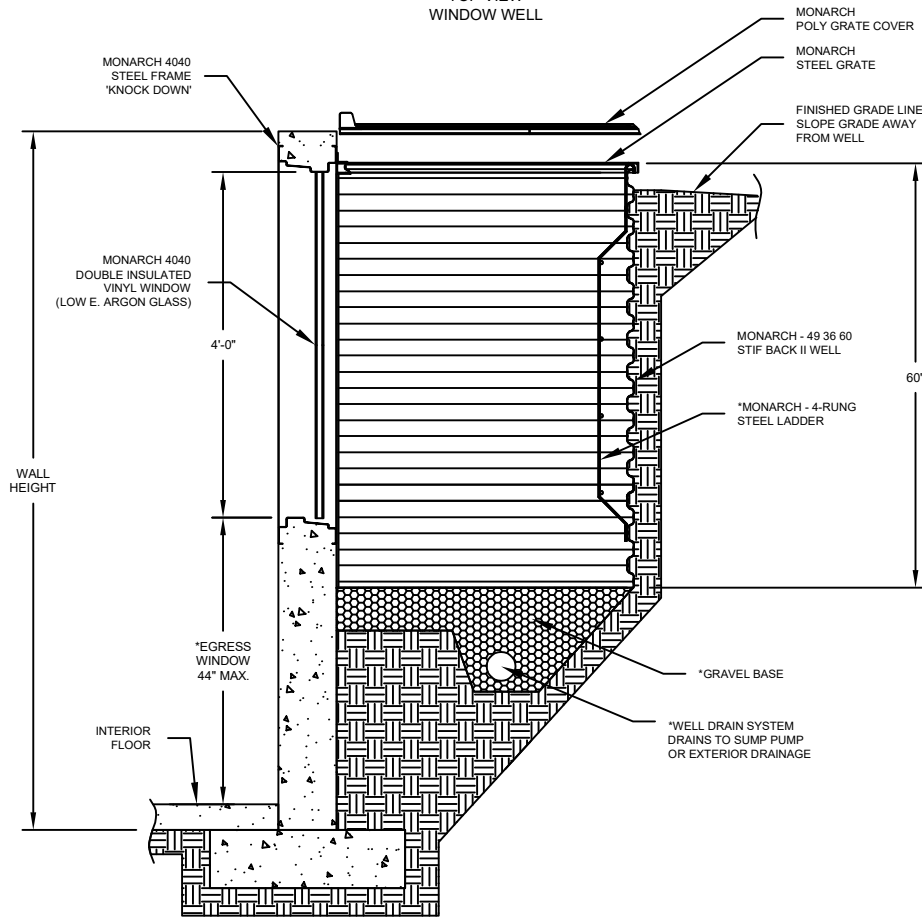 WINDOW WELL
MONARCH
POLY GRATE COVER
MONARCH 4040
STEEL FRAME
'KNOCK DOWN'
MONARCH
STEEL GRATE
FINISHED GRADE LINE
SLOPE GRADE AWAY
FROM WELL
MONARCH 4040
DOUBLE INSULATED
VINYL WINDOW
(LOW E. ARGON GLASS)
4'-0"
MONARCH - 49 36 60
STIF BACK II WELL
60"
*MONARCH - 4-RUNG
STEEL LADDER
WALL
HEIGHT
*EGRESS
WINDOW
44" MAX.
*GRAVEL BASE
INTERIOR
FLOOR
*WELL DRAIN SYSTEM
DRAINS TO SUMP PUMP
OR EXTERIOR DRAINAGE